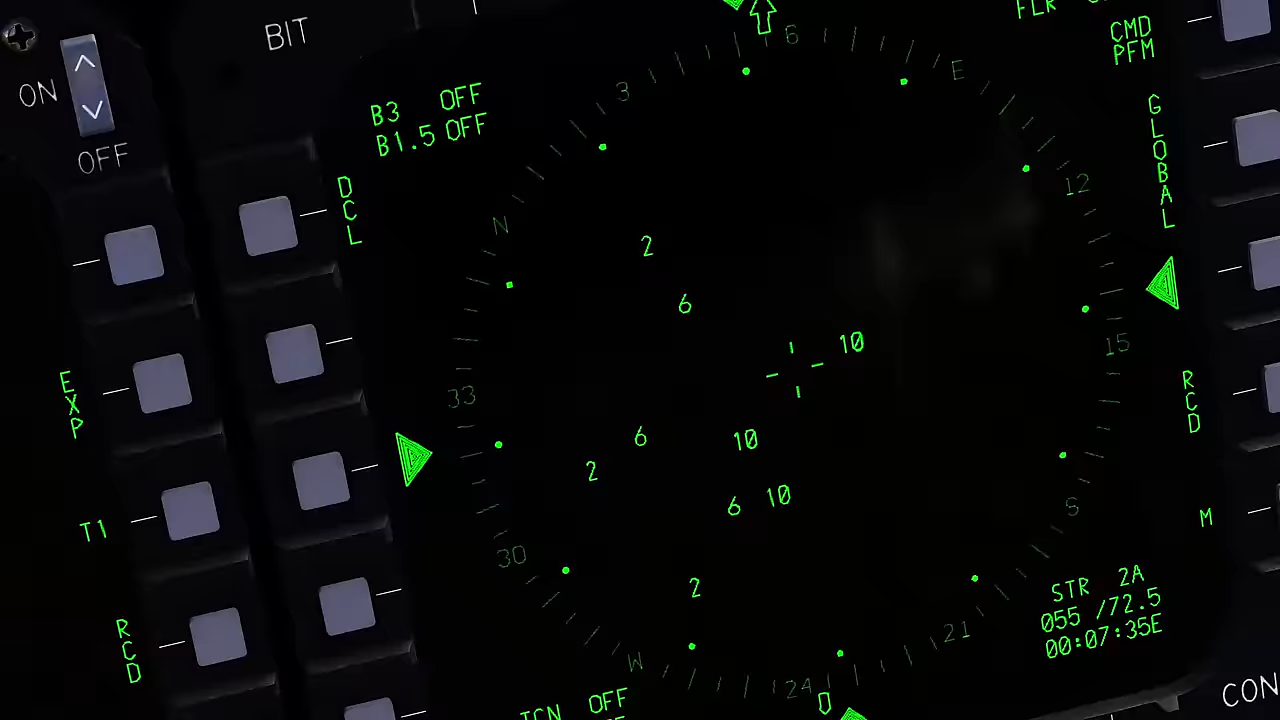 BIT
ON
OFF
B3 OFF
B1.5 OFF
DCL
EXP
T1
RCD
CMD
PFM
GLOBAL
RCD
M
N
3
6
E
12
15
S
21
24
W
30
33
2
6
10
6
10
2
6 10
2
STR 2A
055 /72.5
00:07:35E
TCN OFF
CON